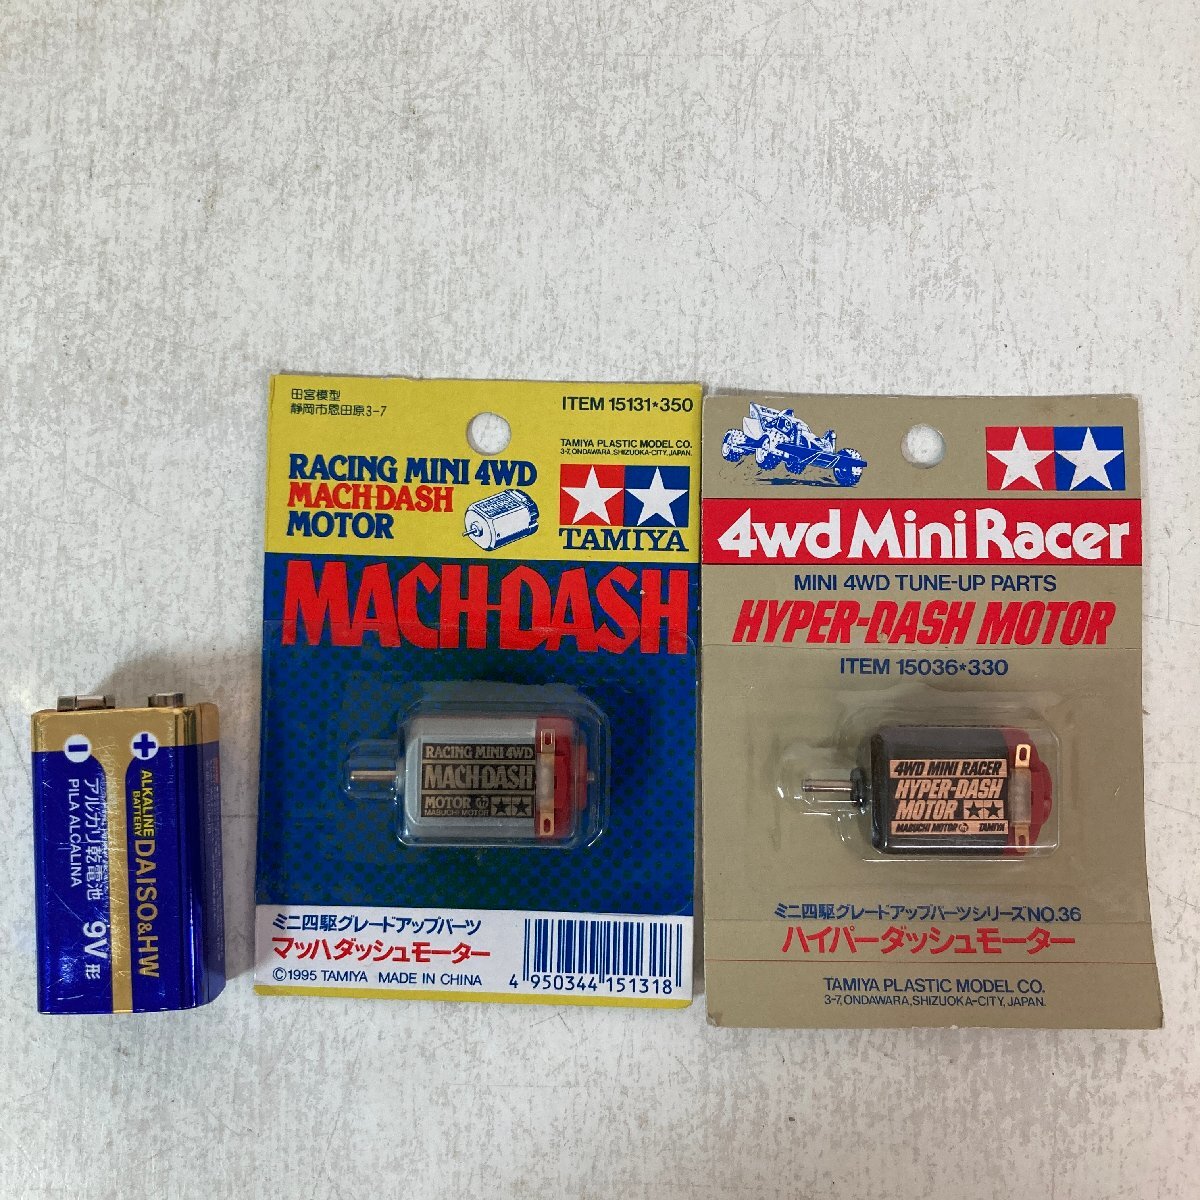 ALKALINE
BATTERY
DAISO&HW
アルカリ乾電池 9V形
PILA ALCALINA
田宮模型
静岡市恩田原3-7
ITEM 15131*350
TAMIYA PLASTIC MODEL CO.
3-7, ONDAWARA, SHIZUOKA-CITY, JAPAN.
RACING MINI 4WD
MACH-DASH
MOTOR
TAMIYA
MACH-DASH
RACING MINI 4WD
MACH-DASH
MOTOR
MABUCHI MOTOR
ミニ四駆グレードアップパーツ
マッハダッシュモーター
©1995 TAMIYA MADE IN CHINA
4 950344 151318
4wd Mini Racer
MINI 4WD TUNE-UP PARTS
HYPER-DASH MOTOR
ITEM 15036*330
4WD MINI RACER
HYPER-DASH
MOTOR
MABUCHI MOTOR TAMIYA
ミニ四駆グレードアップパーツシリーズNO.36
ハイパーダッシュモーター
TAMIYA PLASTIC MODEL CO.
3-7, ONDAWARA, SHIZUOKA-CITY, JAPAN.